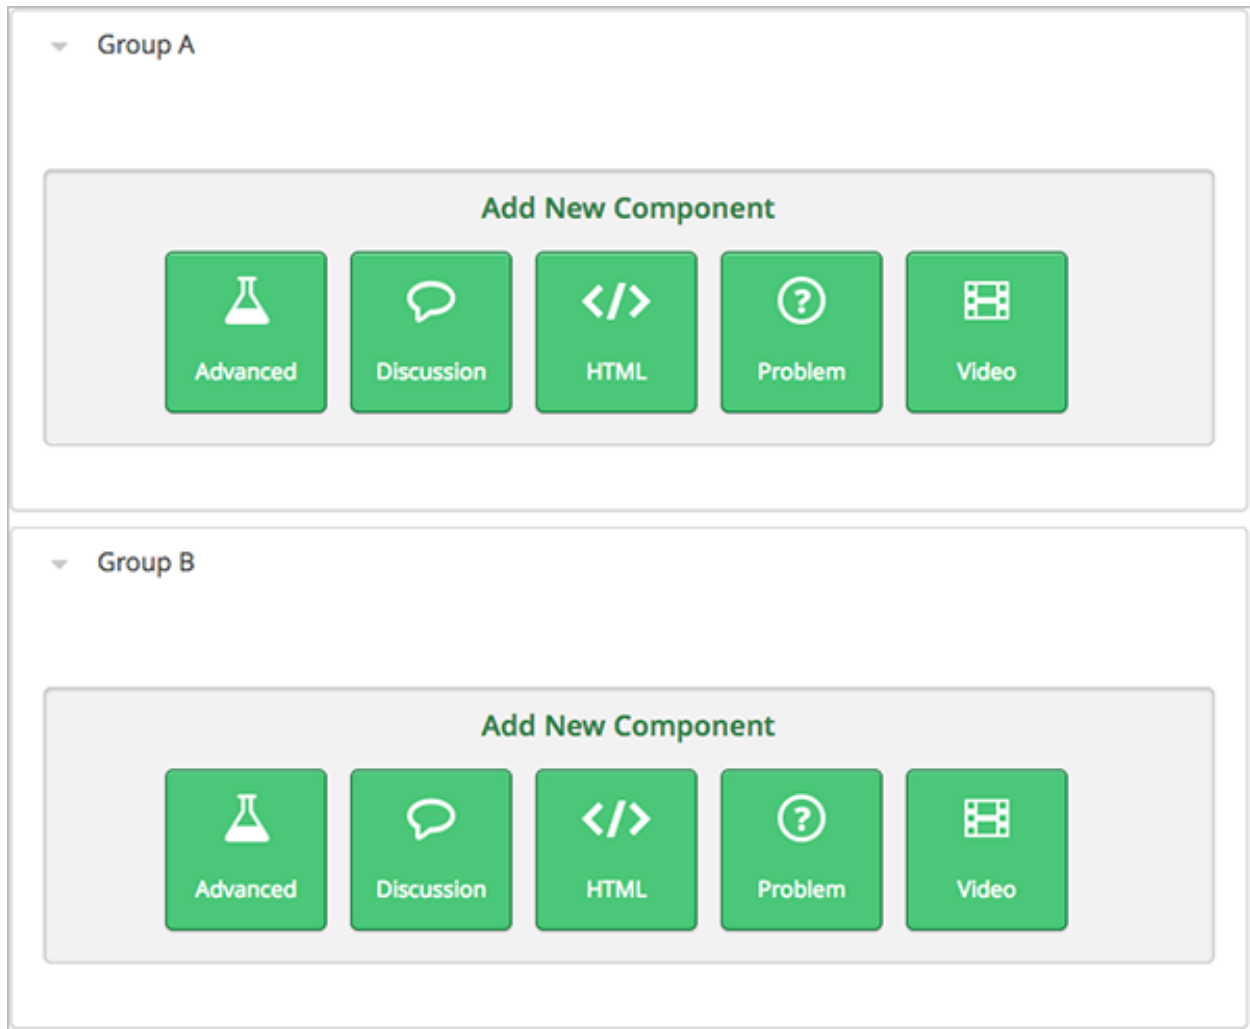 Group A
Add New Component
Advanced Discussion HTML Problem Video
Group B
Add New Component
Advanced Discussion HTML Problem Video